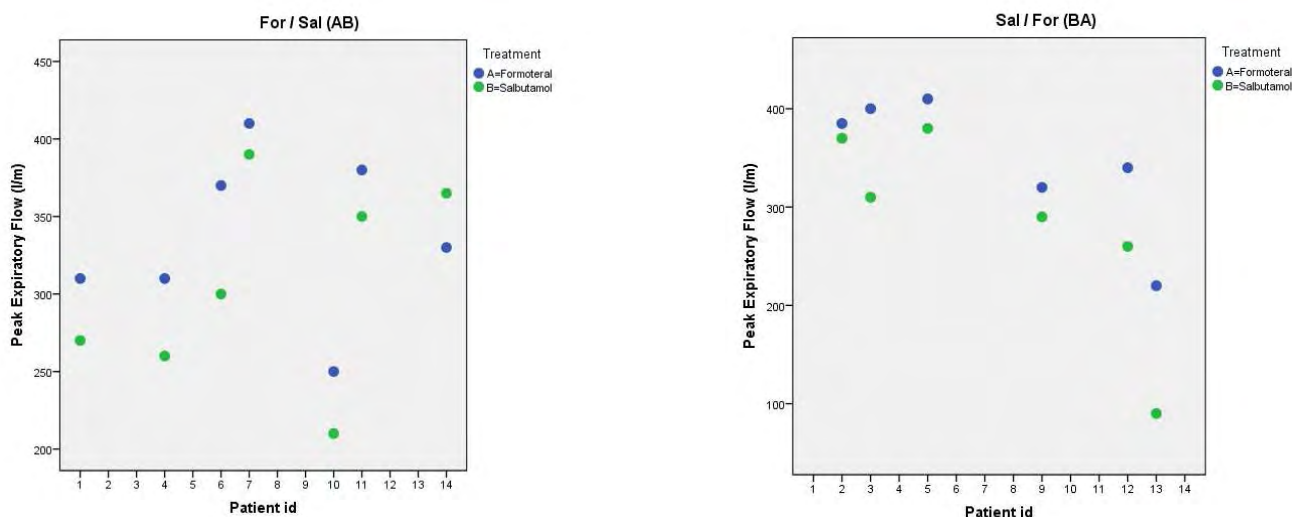 For / Sal (AB)
Treatment
A=Formoteral
B=Salbutamol
Peak Expiratory Flow (l/m)
450
400
350
300
250
200
1 2 3 4 5 6 7 8 9 10 11 12 13 14
Patient id
Sal / For (BA)
Treatment
A=Formoteral
B=Salbutamol
Peak Expiratory Flow (l/m)
400
300
200
100
1 2 3 4 5 6 7 8 9 10 11 12 13 14
Patient id